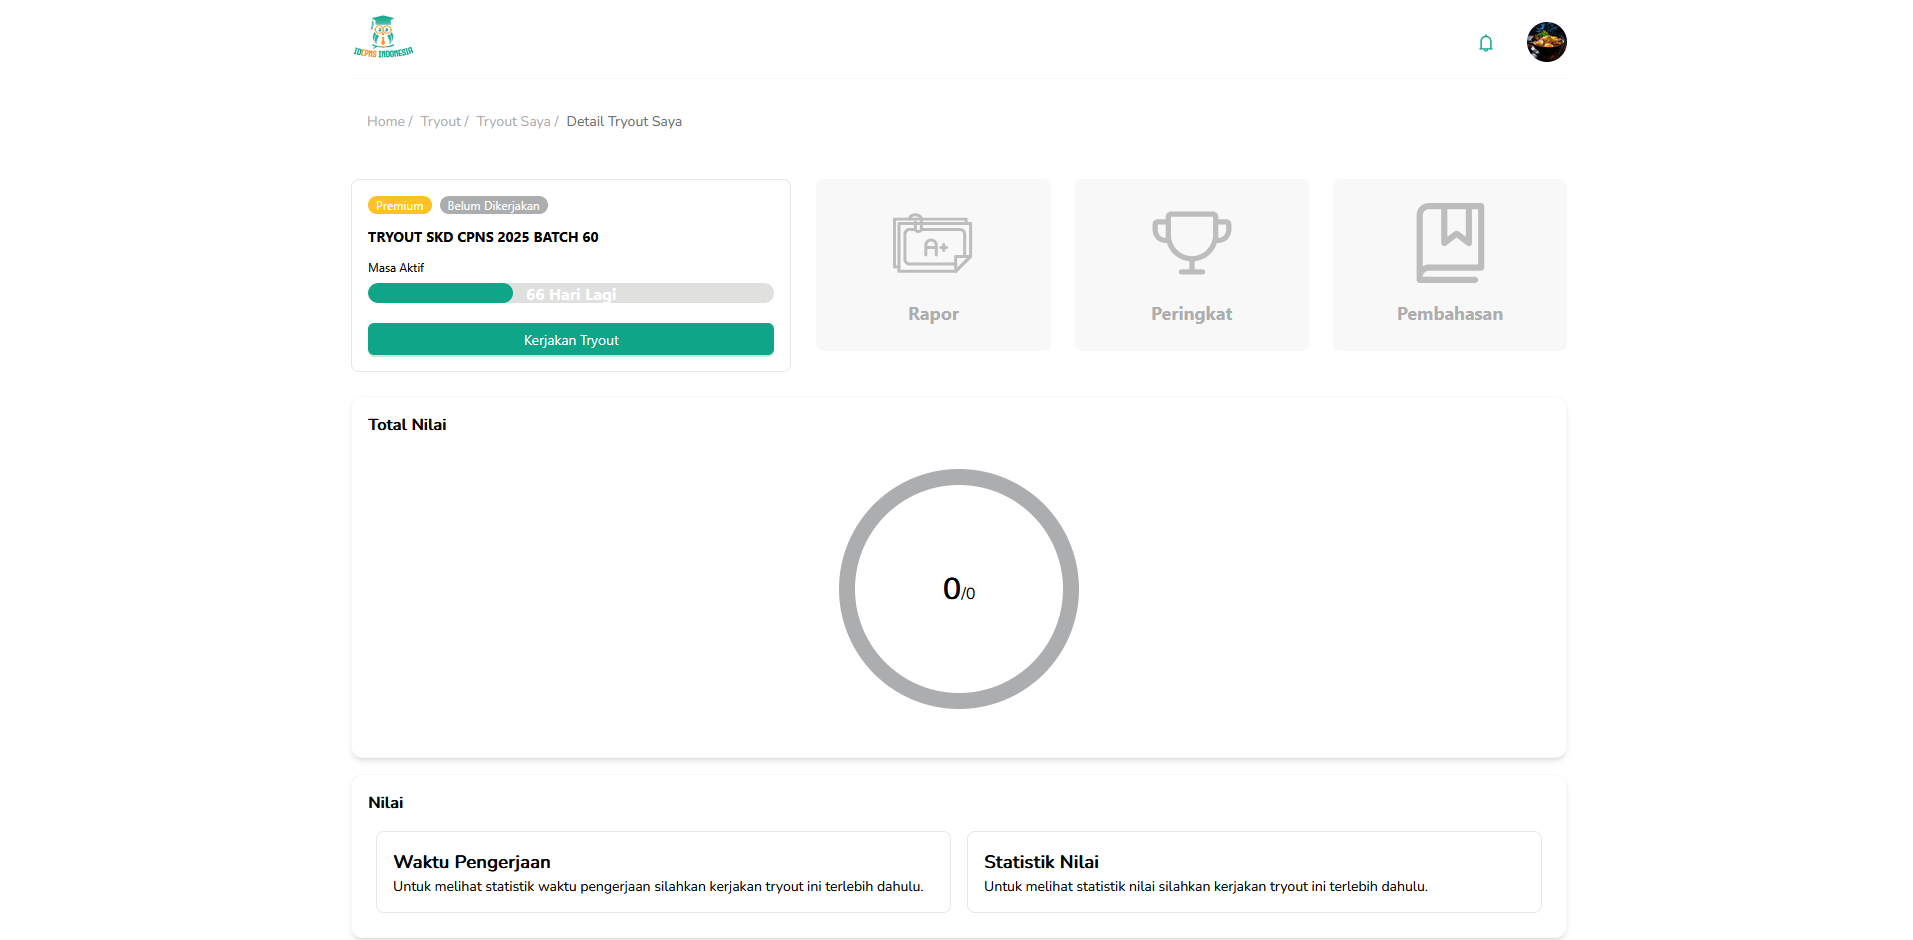 IDCPNS INDONESIA
Home / Tryout / Tryout Saya / Detail Tryout Saya
Premium Belum Dikerjakan
TRYOUT SKD CPNS 2025 BATCH 60
Masa Aktif
66 Hari Lagi
Kerjakan Tryout
A+
Rapor
Peringkat
Pembahasan
Total Nilai
0/0
Nilai
Waktu Pengerjaan
Untuk melihat statistik waktu pengerjaan silahkan kerjakan tryout ini terlebih dahulu.
Statistik Nilai
Untuk melihat statistik nilai silahkan kerjakan tryout ini terlebih dahulu.